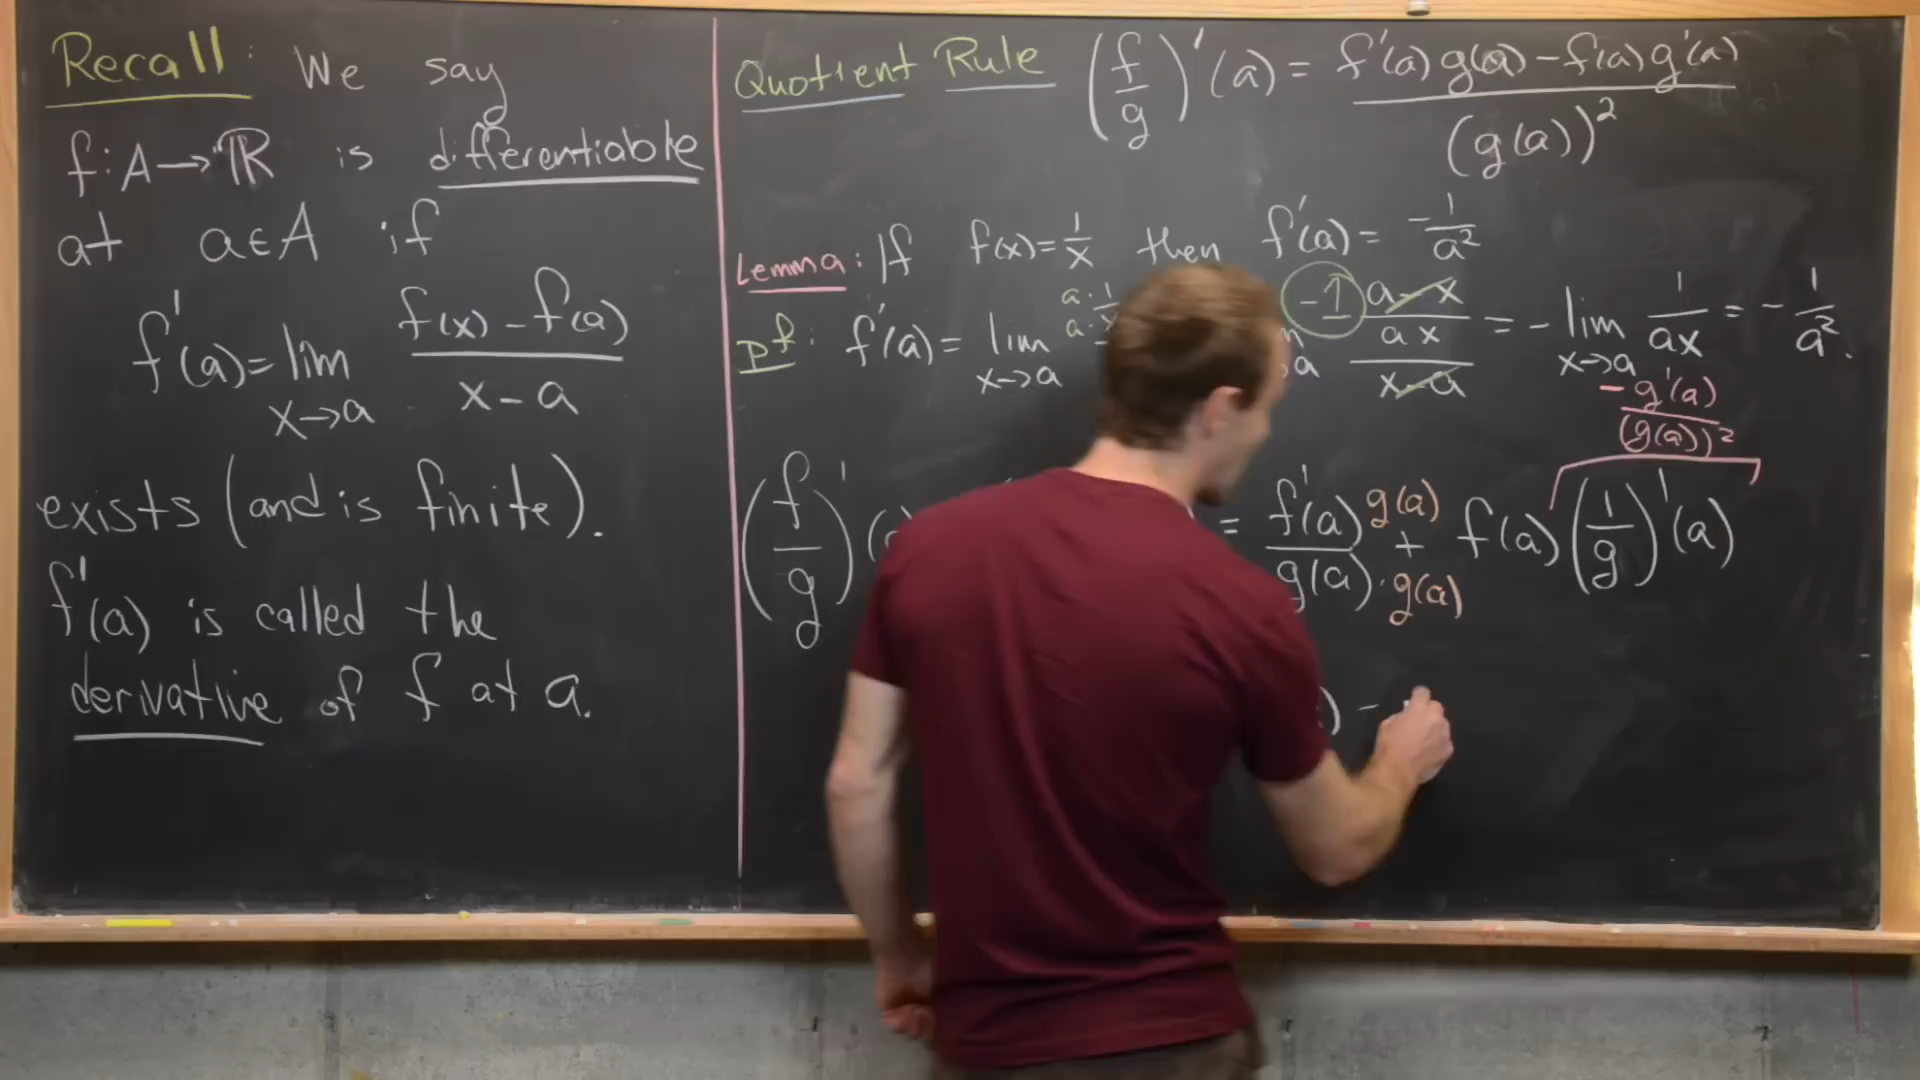 Recall: We say
f: A → ℝ is differentiable
at a ∈ A if
f'(a) = lim x→a (f(x) - f(a))/(x - a)
exists (and is finite).
f'(a) is called the
derivative of f at a.
Quotient Rule (f/g)'(a) = (f'(a) g(a) - f(a) g'(a))/(g(a))²
Lemma: If f(x) = 1/x then f'(a) = -1/a²
Pf: f'(a) = lim x→a -1 (a - x)/(ax)/(x - a) = - lim x→a 1/(ax) = - 1/a².
-g'(a)/(g(a))²
(f/g)' = f'(a)/g(a) · g(a)/g(a) + f(a) (1/g)'(a)
) -